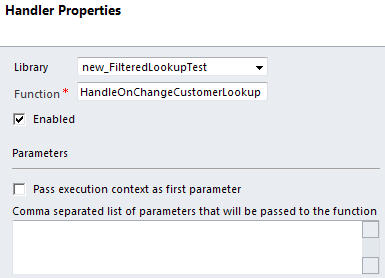 Handler Properties
Library new_FilteredLookupTest
Function * HandleOnChangeCustomerLookup
Enabled
Parameters
Pass execution context as first parameter
Comma separated list of parameters that will be passed to the function